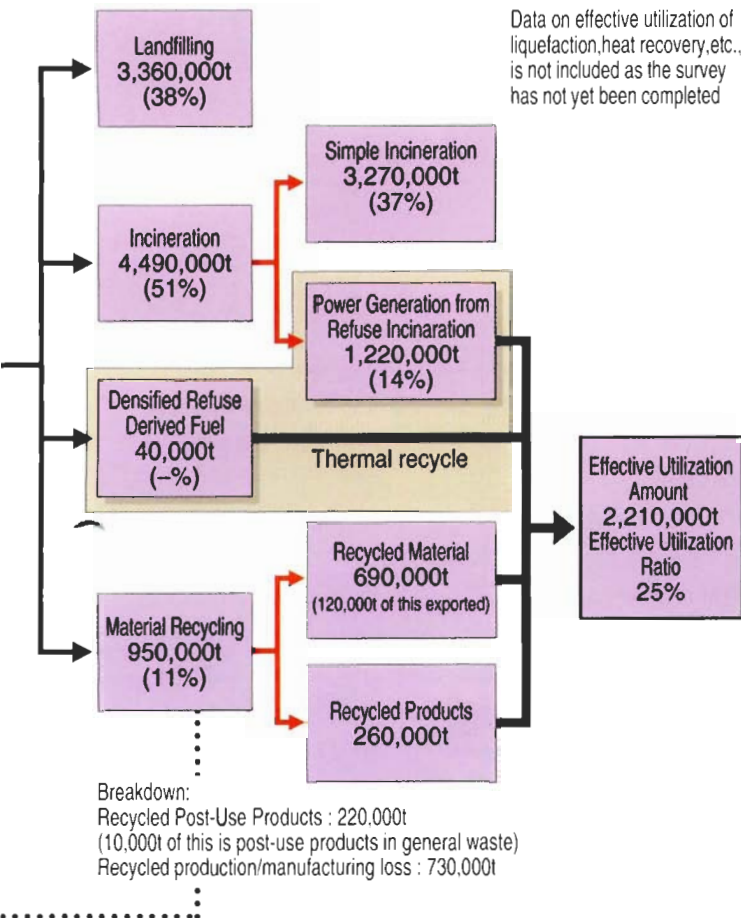 Data on effective utilization of
liquefaction,heat recovery,etc.,
is not included as the survey
has not yet been completed
Landfilling
3,360,000t
(38%)
Simple Incineration
3,270,000t
(37%)
Incineration
4,490,000t
(51%)
Power Generation from
Refuse Incinaration
1,220,000t
(14%)
Densified Refuse
Derived Fuel
40,000t
(–%)
Thermal recycle
Effective Utilization
Amount
2,210,000t
Effective Utilization
Ratio
25%
Recycled Material
690,000t
(120,000t of this exported)
Material Recycling
950,000t
(11%)
Recycled Products
260,000t
Breakdown:
Recycled Post-Use Products : 220,000t
(10,000t of this is post-use products in general waste)
Recycled production/manufacturing loss : 730,000t